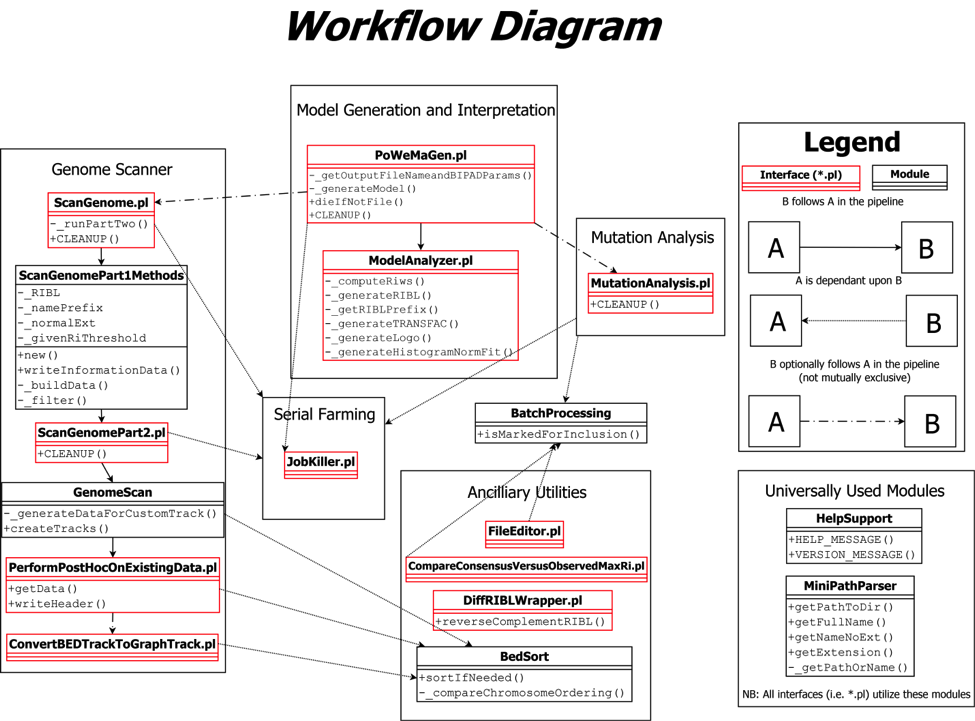 Workflow Diagram
Genome Scanner
ScanGenome.pl
-_runPartTwo()
+CLEANUP()
ScanGenomePart1Methods
-_RIBL
-_namePrefix
-_normalExt
-_givenRiThreshold
+new()
+writeInformationData()
-_buildData()
-_filter()
ScanGenomePart2.pl
+CLEANUP()
GenomeScan
-_generateDataForCustomTrack()
+createTracks()
PerformPostHocOnExistingData.pl
+getData()
+writeHeader()
ConvertBEDTrackToGraphTrack.pl
Model Generation and Interpretation
PoWeMaGen.pl
-_getOutputFileNameandBIPADParams()
-_generateModel()
+dieIfNotFile()
+CLEANUP()
ModelAnalyzer.pl
-_computeRiws()
-_generateRIBL()
-_getRIBLPrefix()
-_generateTRANSFAC()
-_generateLogo()
-_generateHistogramNormFit()
Mutation Analysis
MutationAnalysis.pl
+CLEANUP()
Serial Farming
JobKiller.pl
BatchProcessing
+isMarkedForInclusion()
Ancilliary Utilities
FileEditor.pl
CompareConsensusVersusObservedMaxRi.pl
DiffRIBLWrapper.pl
+reverseComplementRIBL()
BedSort
+sortIfNeeded()
-_compareChromosomeOrdering()
Legend
Interface (*.pl)
Module
B follows A in the pipeline
A
B
A is dependant upon B
A
B
B optionally follows A in the pipeline
(not mutually exclusive)
A
B
Universally Used Modules
HelpSupport
+HELP_MESSAGE()
+VERSION_MESSAGE()
MiniPathParser
+getPathToDir()
+getFullName()
+getNameNoExt()
+getExtension()
-_getPathOrName()
NB: All interfaces (i.e. *.pl) utilize these modules